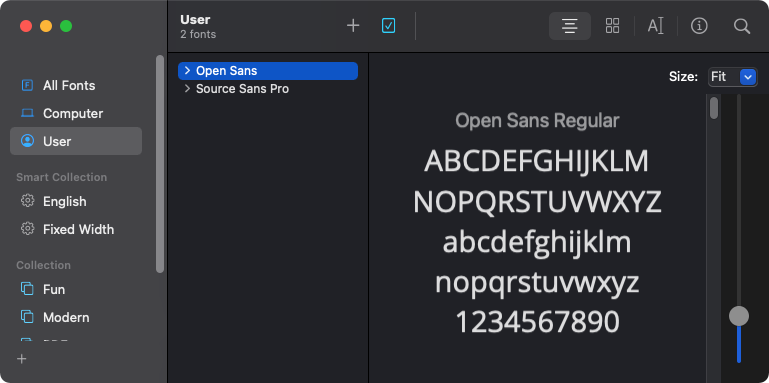 User
2 fonts
All Fonts
Computer
User
Smart Collection
English
Fixed Width
Collection
Fun
Modern
Open Sans
Source Sans Pro
Size: Fit
Open Sans Regular
ABCDEFGHIJKLM
NOPQRSTUVWXYZ
abcdefghijklm
nopqrstuvwxyz
1234567890